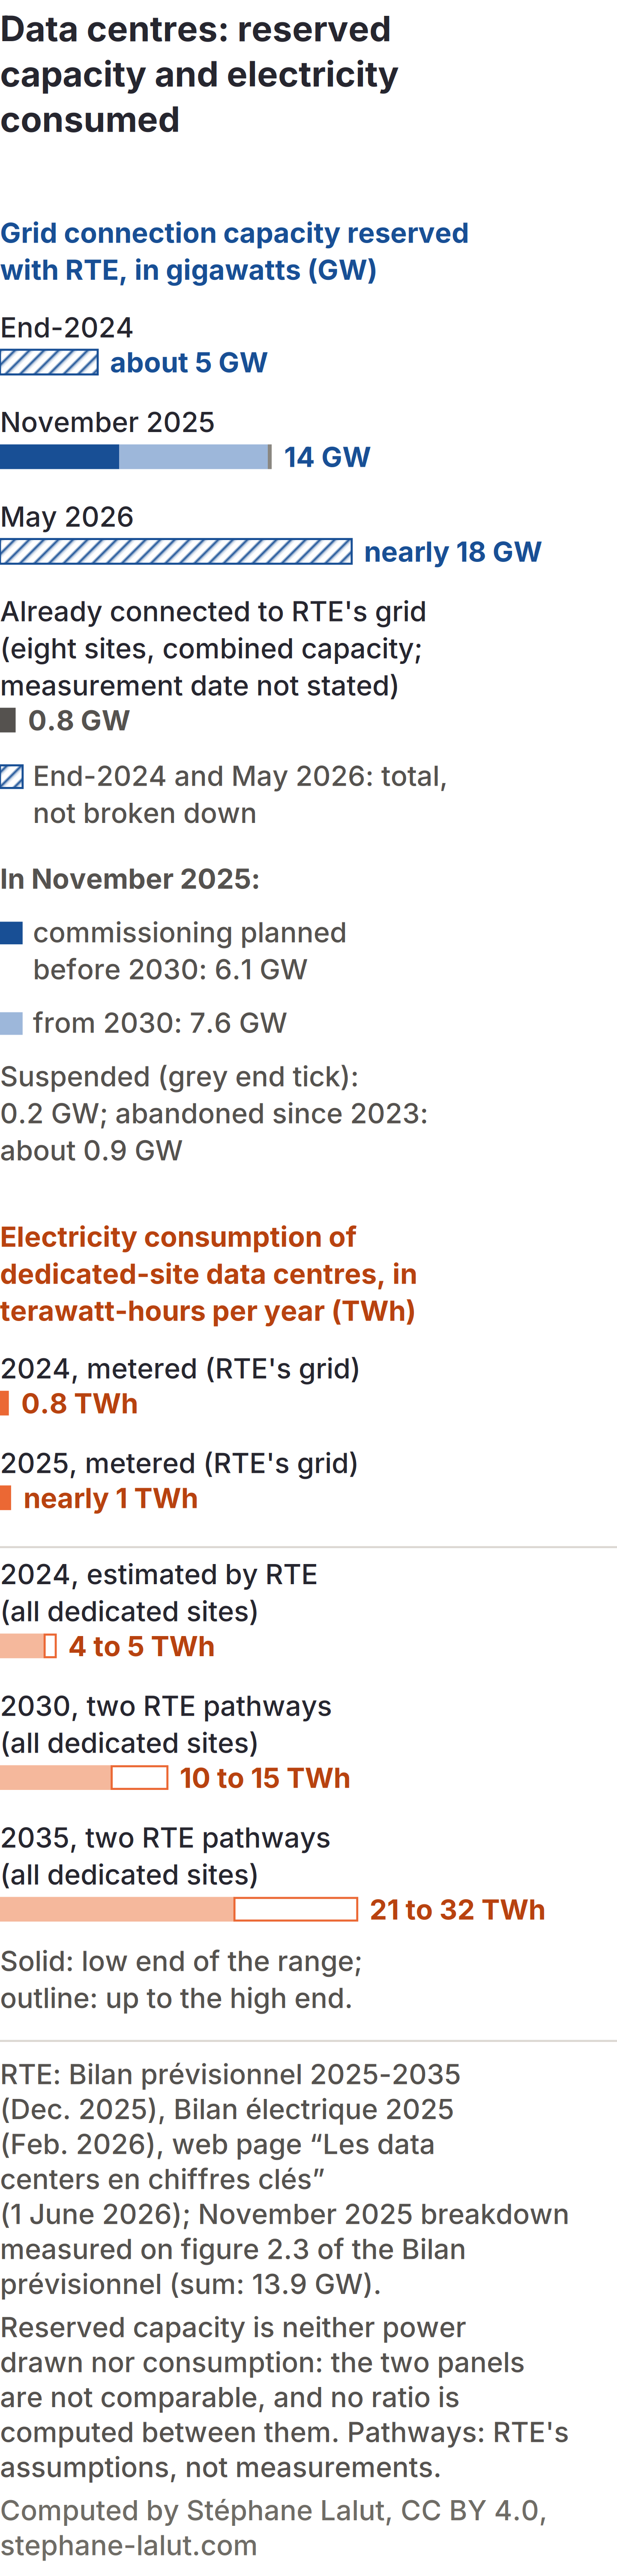 Data centres: reserved
capacity and electricity
consumed
Grid connection capacity reserved
with RTE, in gigawatts (GW)
End-2024
about 5 GW
November 2025
14 GW
May 2026
nearly 18 GW
Already connected to RTE's grid
(eight sites, combined capacity;
measurement date not stated)
0.8 GW
End-2024 and May 2026: total,
not broken down
In November 2025:
commissioning planned
before 2030: 6.1 GW
from 2030: 7.6 GW
Suspended (grey end tick):
0.2 GW; abandoned since 2023:
about 0.9 GW
Electricity consumption of
dedicated-site data centres, in
terawatt-hours per year (TWh)
2024, metered (RTE's grid)
0.8 TWh
2025, metered (RTE's grid)
nearly 1 TWh
2024, estimated by RTE
(all dedicated sites)
4 to 5 TWh
2030, two RTE pathways
(all dedicated sites)
10 to 15 TWh
2035, two RTE pathways
(all dedicated sites)
21 to 32 TWh
Solid: low end of the range;
outline: up to the high end.
RTE: Bilan prévisionnel 2025-2035
(Dec. 2025), Bilan électrique 2025
(Feb. 2026), web page “Les data
centers en chiffres clés”
(1 June 2026); November 2025 breakdown
measured on figure 2.3 of the Bilan
prévisionnel (sum: 13.9 GW).
Reserved capacity is neither power
drawn nor consumption: the two panels
are not comparable, and no ratio is
computed between them. Pathways: RTE's
assumptions, not measurements.
Computed by Stéphane Lalut, CC BY 4.0,
stephane-lalut.com